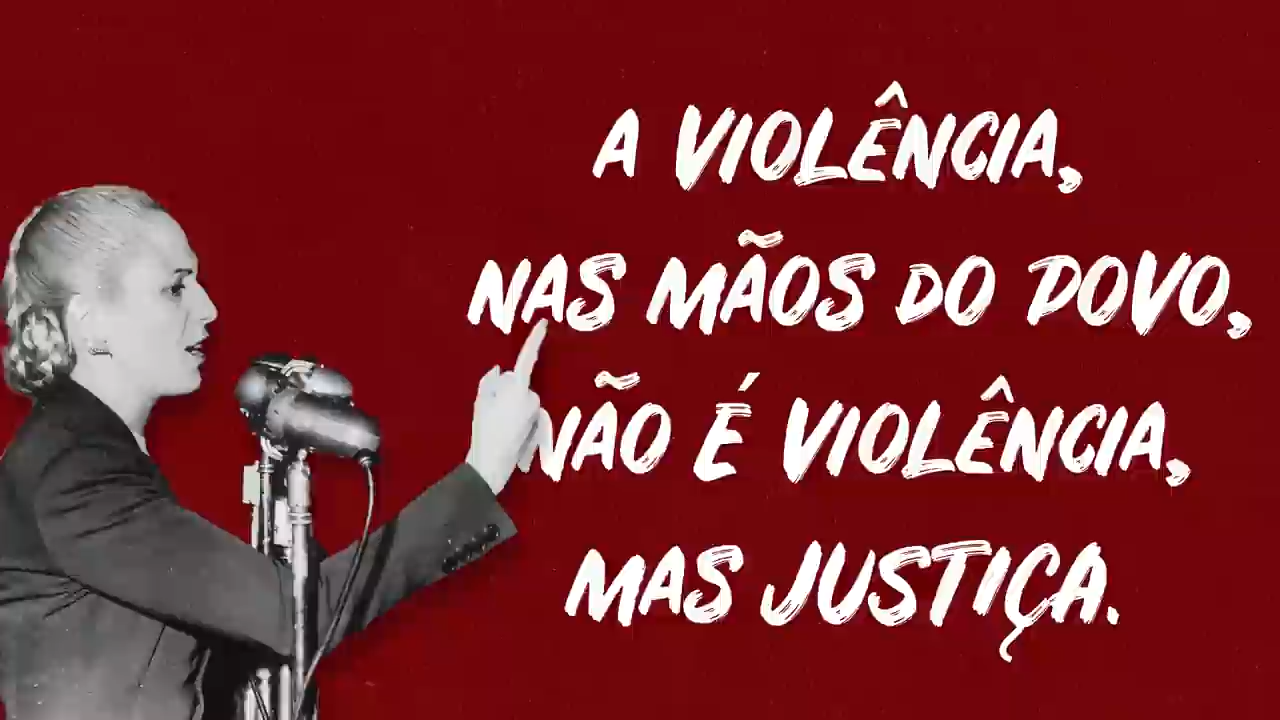 A VIOLÊNCIA,
NAS MÃOS DO POVO,
NÃO É VIOLÊNCIA,
MAS JUSTIÇA.